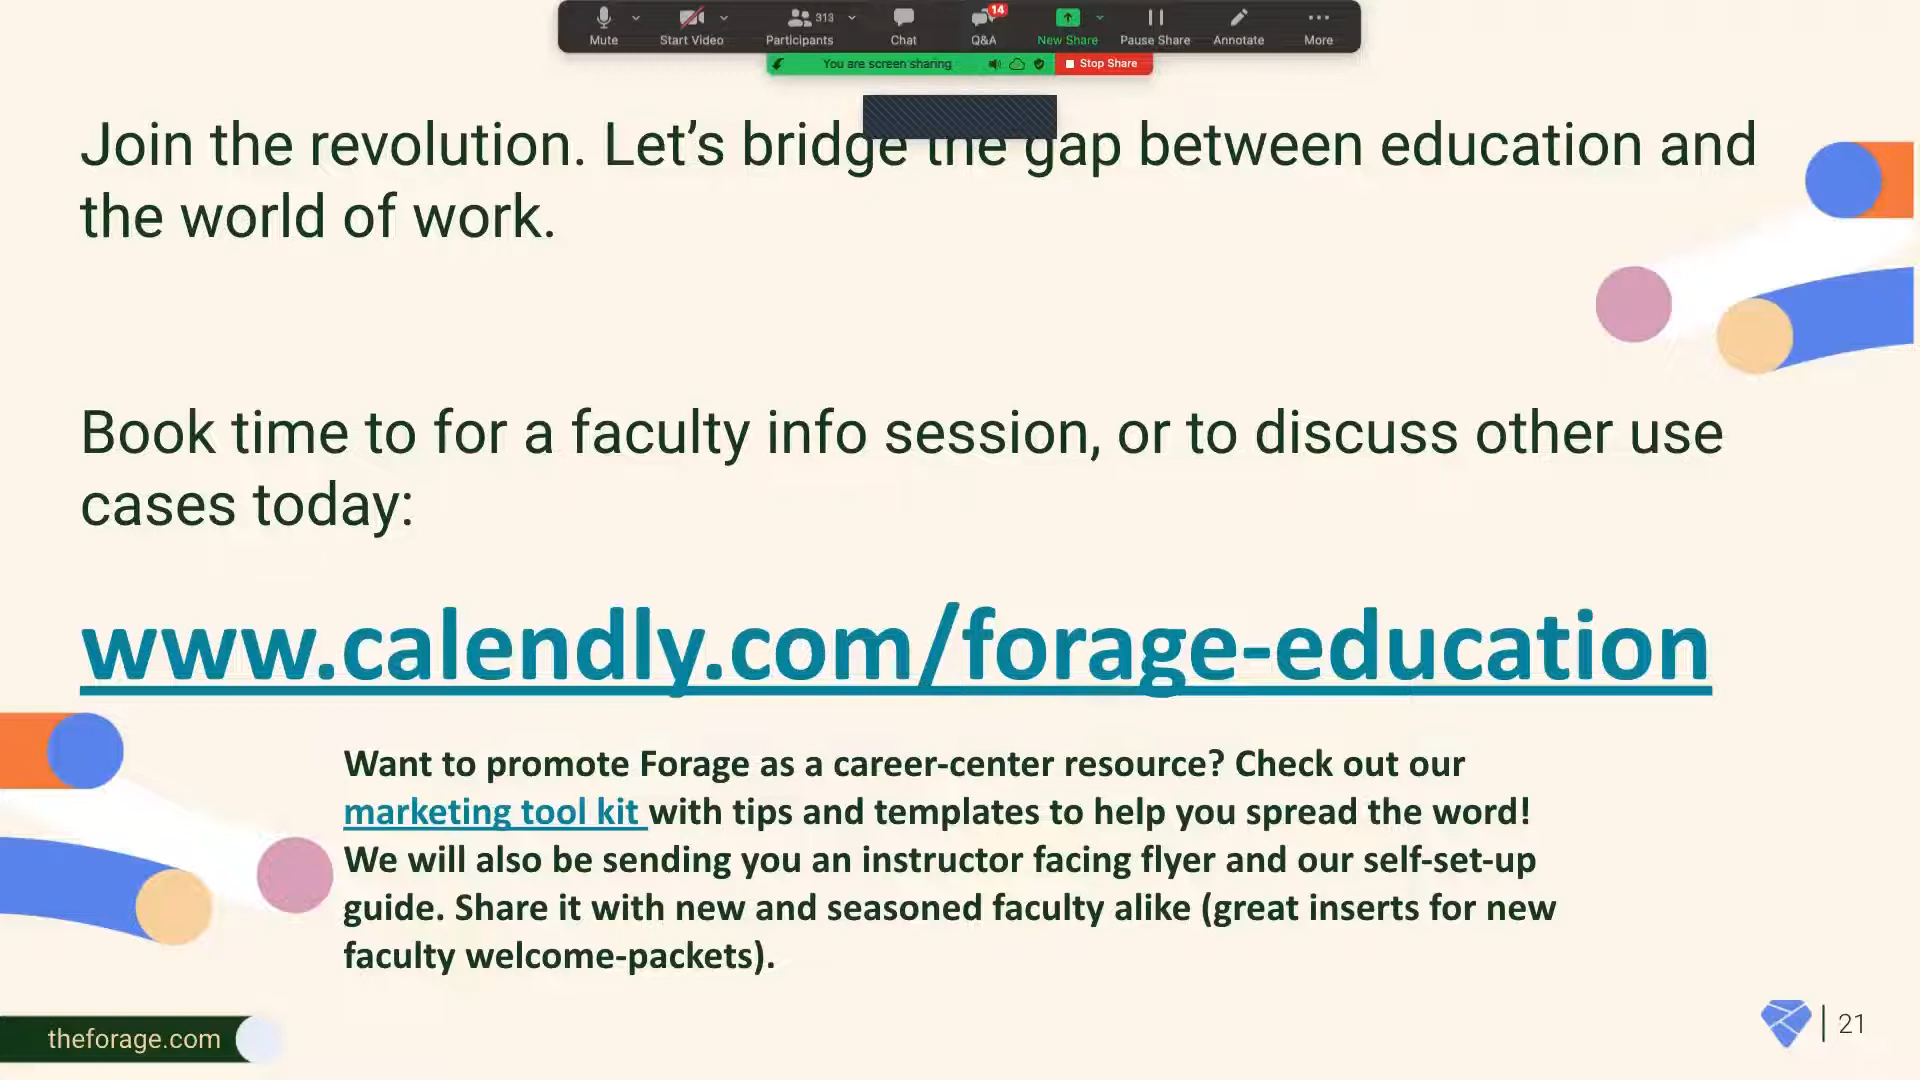 313
14
Mute
Start Video
Participants
Chat
Q&A
New Share
Pause Share
Annotate
More
You are screen sharing
Stop Share
Join the revolution. Let’s bridge the gap between education and
the world of work.
Book time to for a faculty info session, or to discuss other use
cases today:
www.calendly.com/forage-education
Want to promote Forage as a career-center resource? Check out our
marketing tool kit with tips and templates to help you spread the word!
We will also be sending you an instructor facing flyer and our self-set-up
guide. Share it with new and seasoned faculty alike (great inserts for new
faculty welcome-packets).
theforage.com
21